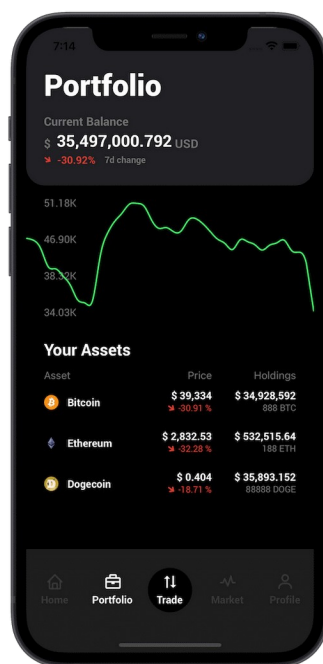 7:14
Portfolio
Current Balance
$ 35,497,000.792 USD
-30.92% 7d change
51.18K
46.90K
38.32K
34.03K
Your Assets
Asset Price Holdings
Bitcoin $ 39,334 $ 34,928,592
-30.91 % 888 BTC
Ethereum $ 2,832.53 $ 532,515.64
-32.28 % 188 ETH
Dogecoin $ 0.404 $ 35,893.152
-18.71 % 88888 DOGE
Home Portfolio Trade Market Profile